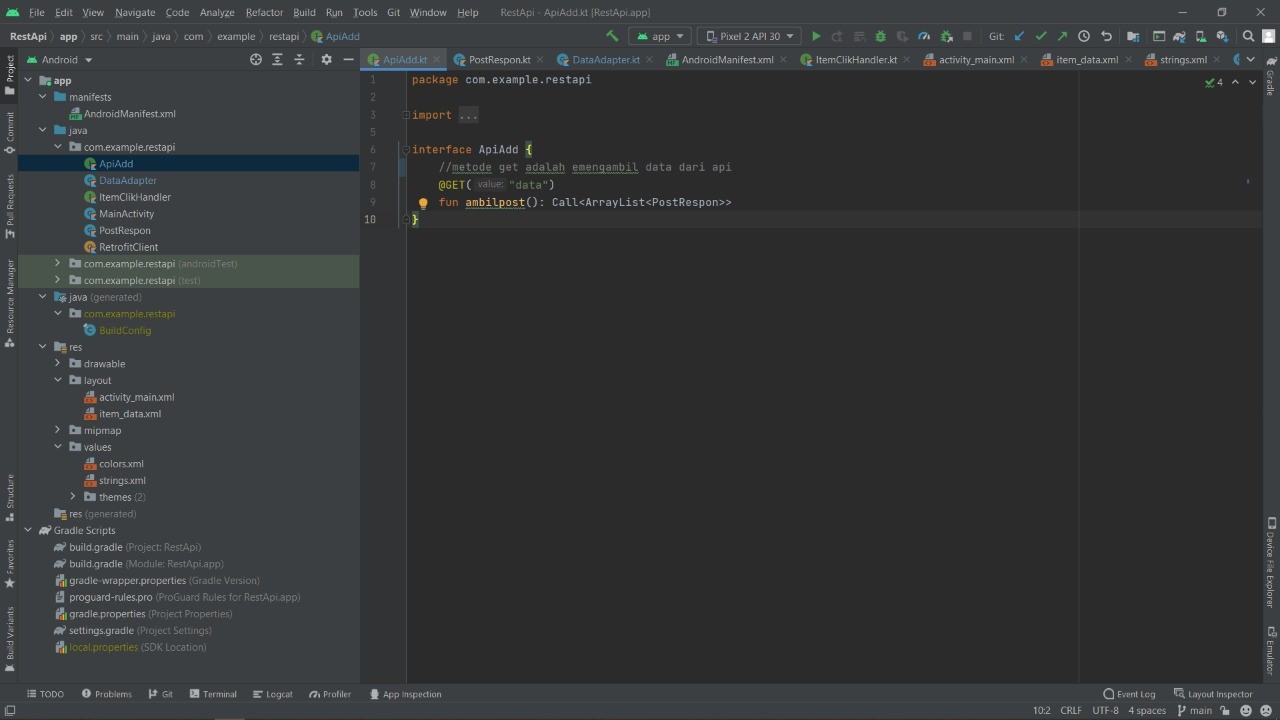 File Edit View Navigate Code Analyze Refactor Build Run Tools Git Window Help RestApi - ApiAdd.kt [RestApi.app]
RestApi app src main java com example restapi ApiAdd app Pixel 2 API 30 Git:
Android
ApiAdd.kt PostRespon.kt DataAdapter.kt AndroidManifest.xml ItemClikHandler.kt activity_main.xml item_data.xml strings.xml
Project
Commit
Pull Requests
Resource Manager
Structure
Favorites
Build Variants
app
manifests
AndroidManifest.xml
java
com.example.restapi
ApiAdd
DataAdapter
ItemClikHandler
MainActivity
PostRespon
RetrofitClient
com.example.restapi (androidTest)
com.example.restapi (test)
java (generated)
com.example.restapi
BuildConfig
res
drawable
layout
activity_main.xml
item_data.xml
mipmap
values
colors.xml
strings.xml
themes (2)
res (generated)
Gradle Scripts
build.gradle (Project: RestApi)
build.gradle (Module: RestApi.app)
gradle-wrapper.properties (Gradle Version)
proguard-rules.pro (ProGuard Rules for RestApi.app)
gradle.properties (Project Properties)
settings.gradle (Project Settings)
local.properties (SDK Location)
1 package com.example.restapi
2
3 import ...
5
6 interface ApiAdd {
7 //metode get adalah emengambil data dari api
8 @GET( value: "data")
9 fun ambilpost(): Call<ArrayList<PostRespon>>
10 }
4
Gradle
Device File Explorer
Emulator
TODO Problems Git Terminal Logcat Profiler App Inspection Event Log Layout Inspector
10:2 CRLF UTF-8 4 spaces main